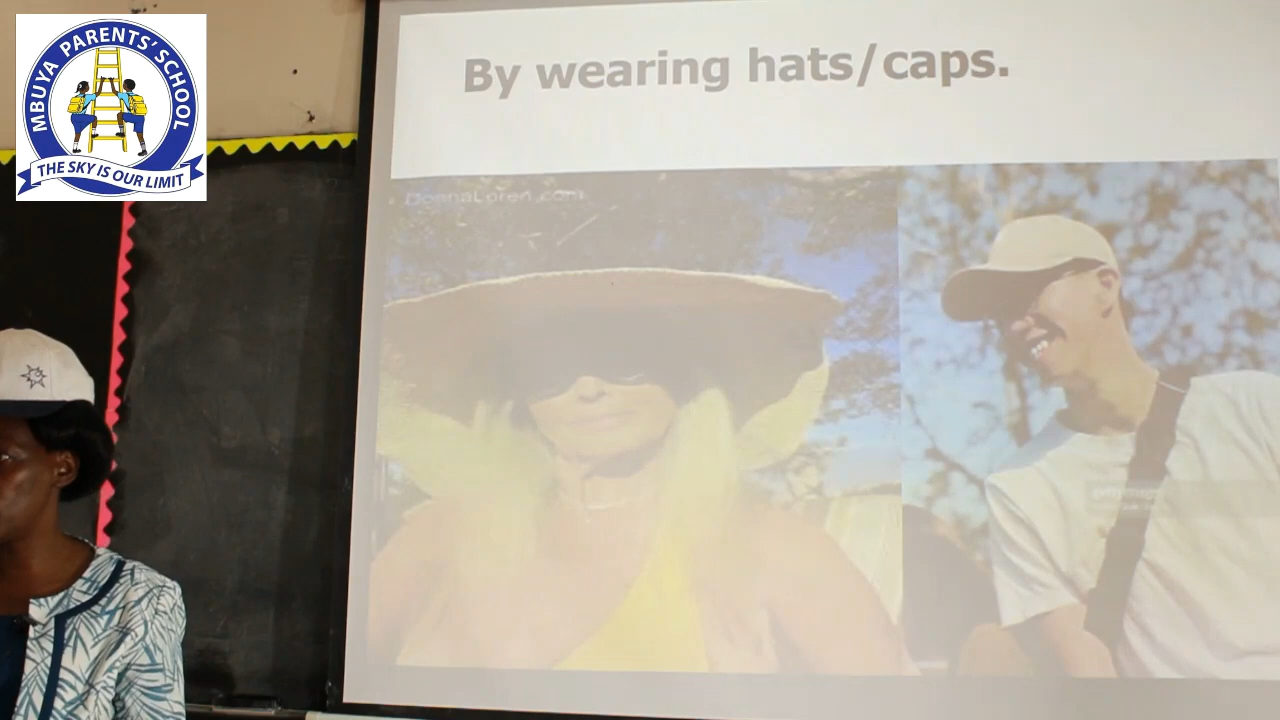 MBUYA PARENTS' SCHOOL
THE SKY IS OUR LIMIT
By wearing hats/caps.
DonnaLoren.com